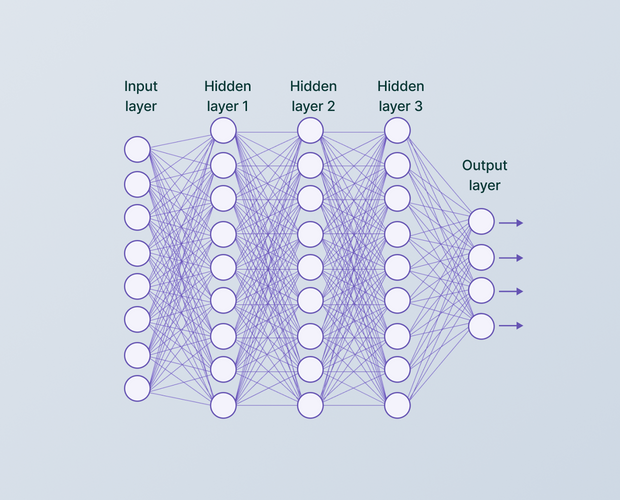 Input
layer
Hidden
layer 1
Hidden
layer 2
Hidden
layer 3
Output
layer